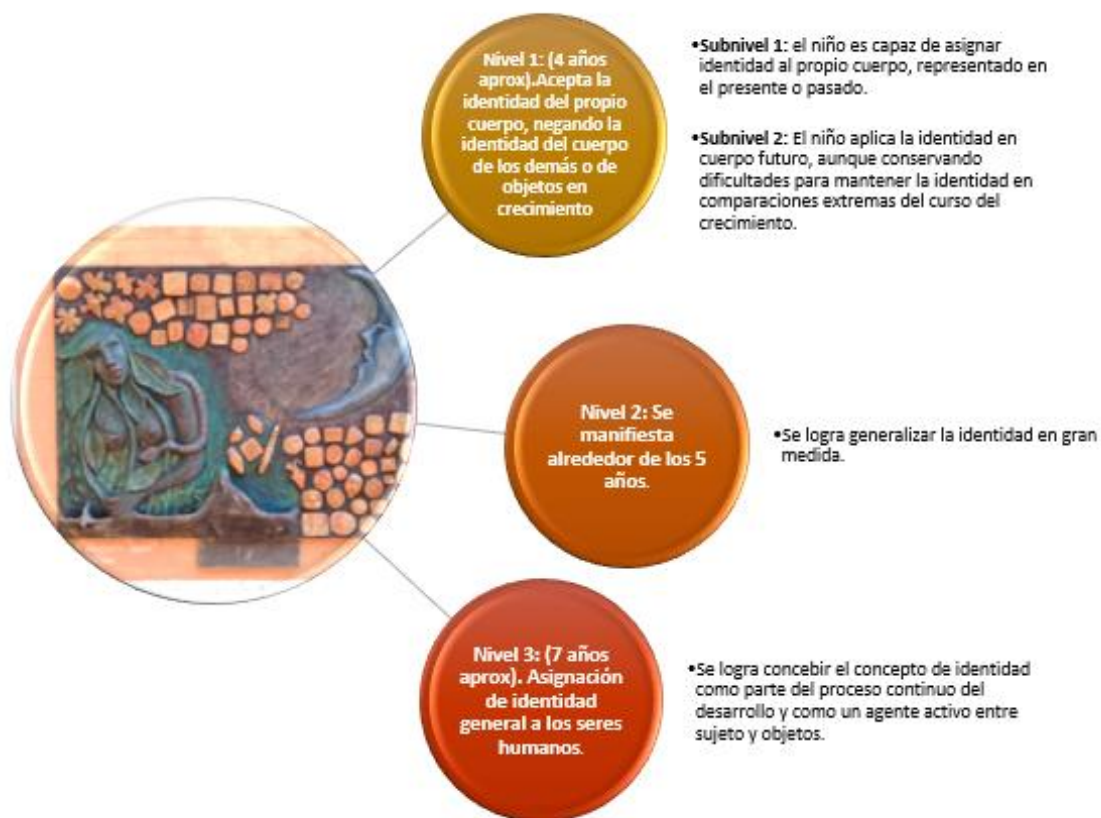 Nivel 1: (4 años
aprox).Acepta la
identidad del propio
cuerpo, negando la
identidad del cuerpo
de los demás o de
objetos en
crecimiento
•Subnivel 1: el niño es capaz de asignar
identidad al propio cuerpo, representado en
el presente o pasado.
•Subnivel 2: El niño aplica la identidad en
cuerpo futuro, aunque conservando
dificultades para mantener la identidad en
comparaciones extremas del curso del
crecimiento.
Nivel 2: Se
manifiesta
alrededor de los 5
años.
•Se logra generalizar la identidad en gran
medida.
Nivel 3: (7 años
aprox). Asignación
de identidad
general a los seres
humanos.
•Se logra concebir el concepto de identidad
como parte del proceso continuo del
desarrollo y como un agente activo entre
sujeto y objetos.